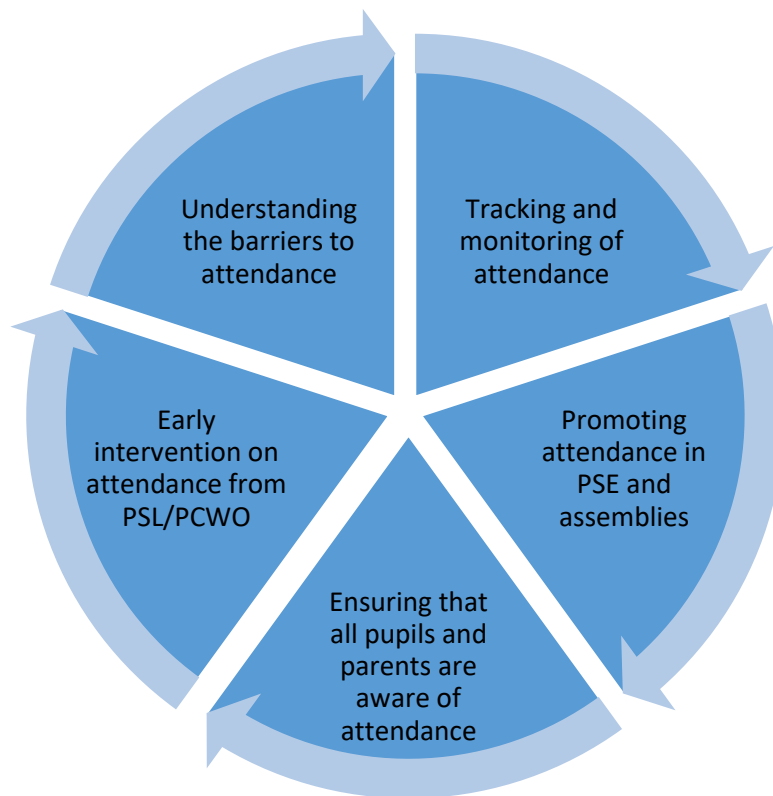 Understanding
the barriers to
attendance
Tracking and
monitoring of
attendance
Promoting
attendance in
PSE and
assemblies
Ensuring that
all pupils and
parents are
aware of
attendance
Early
intervention on
attendance from
PSL/PCWO